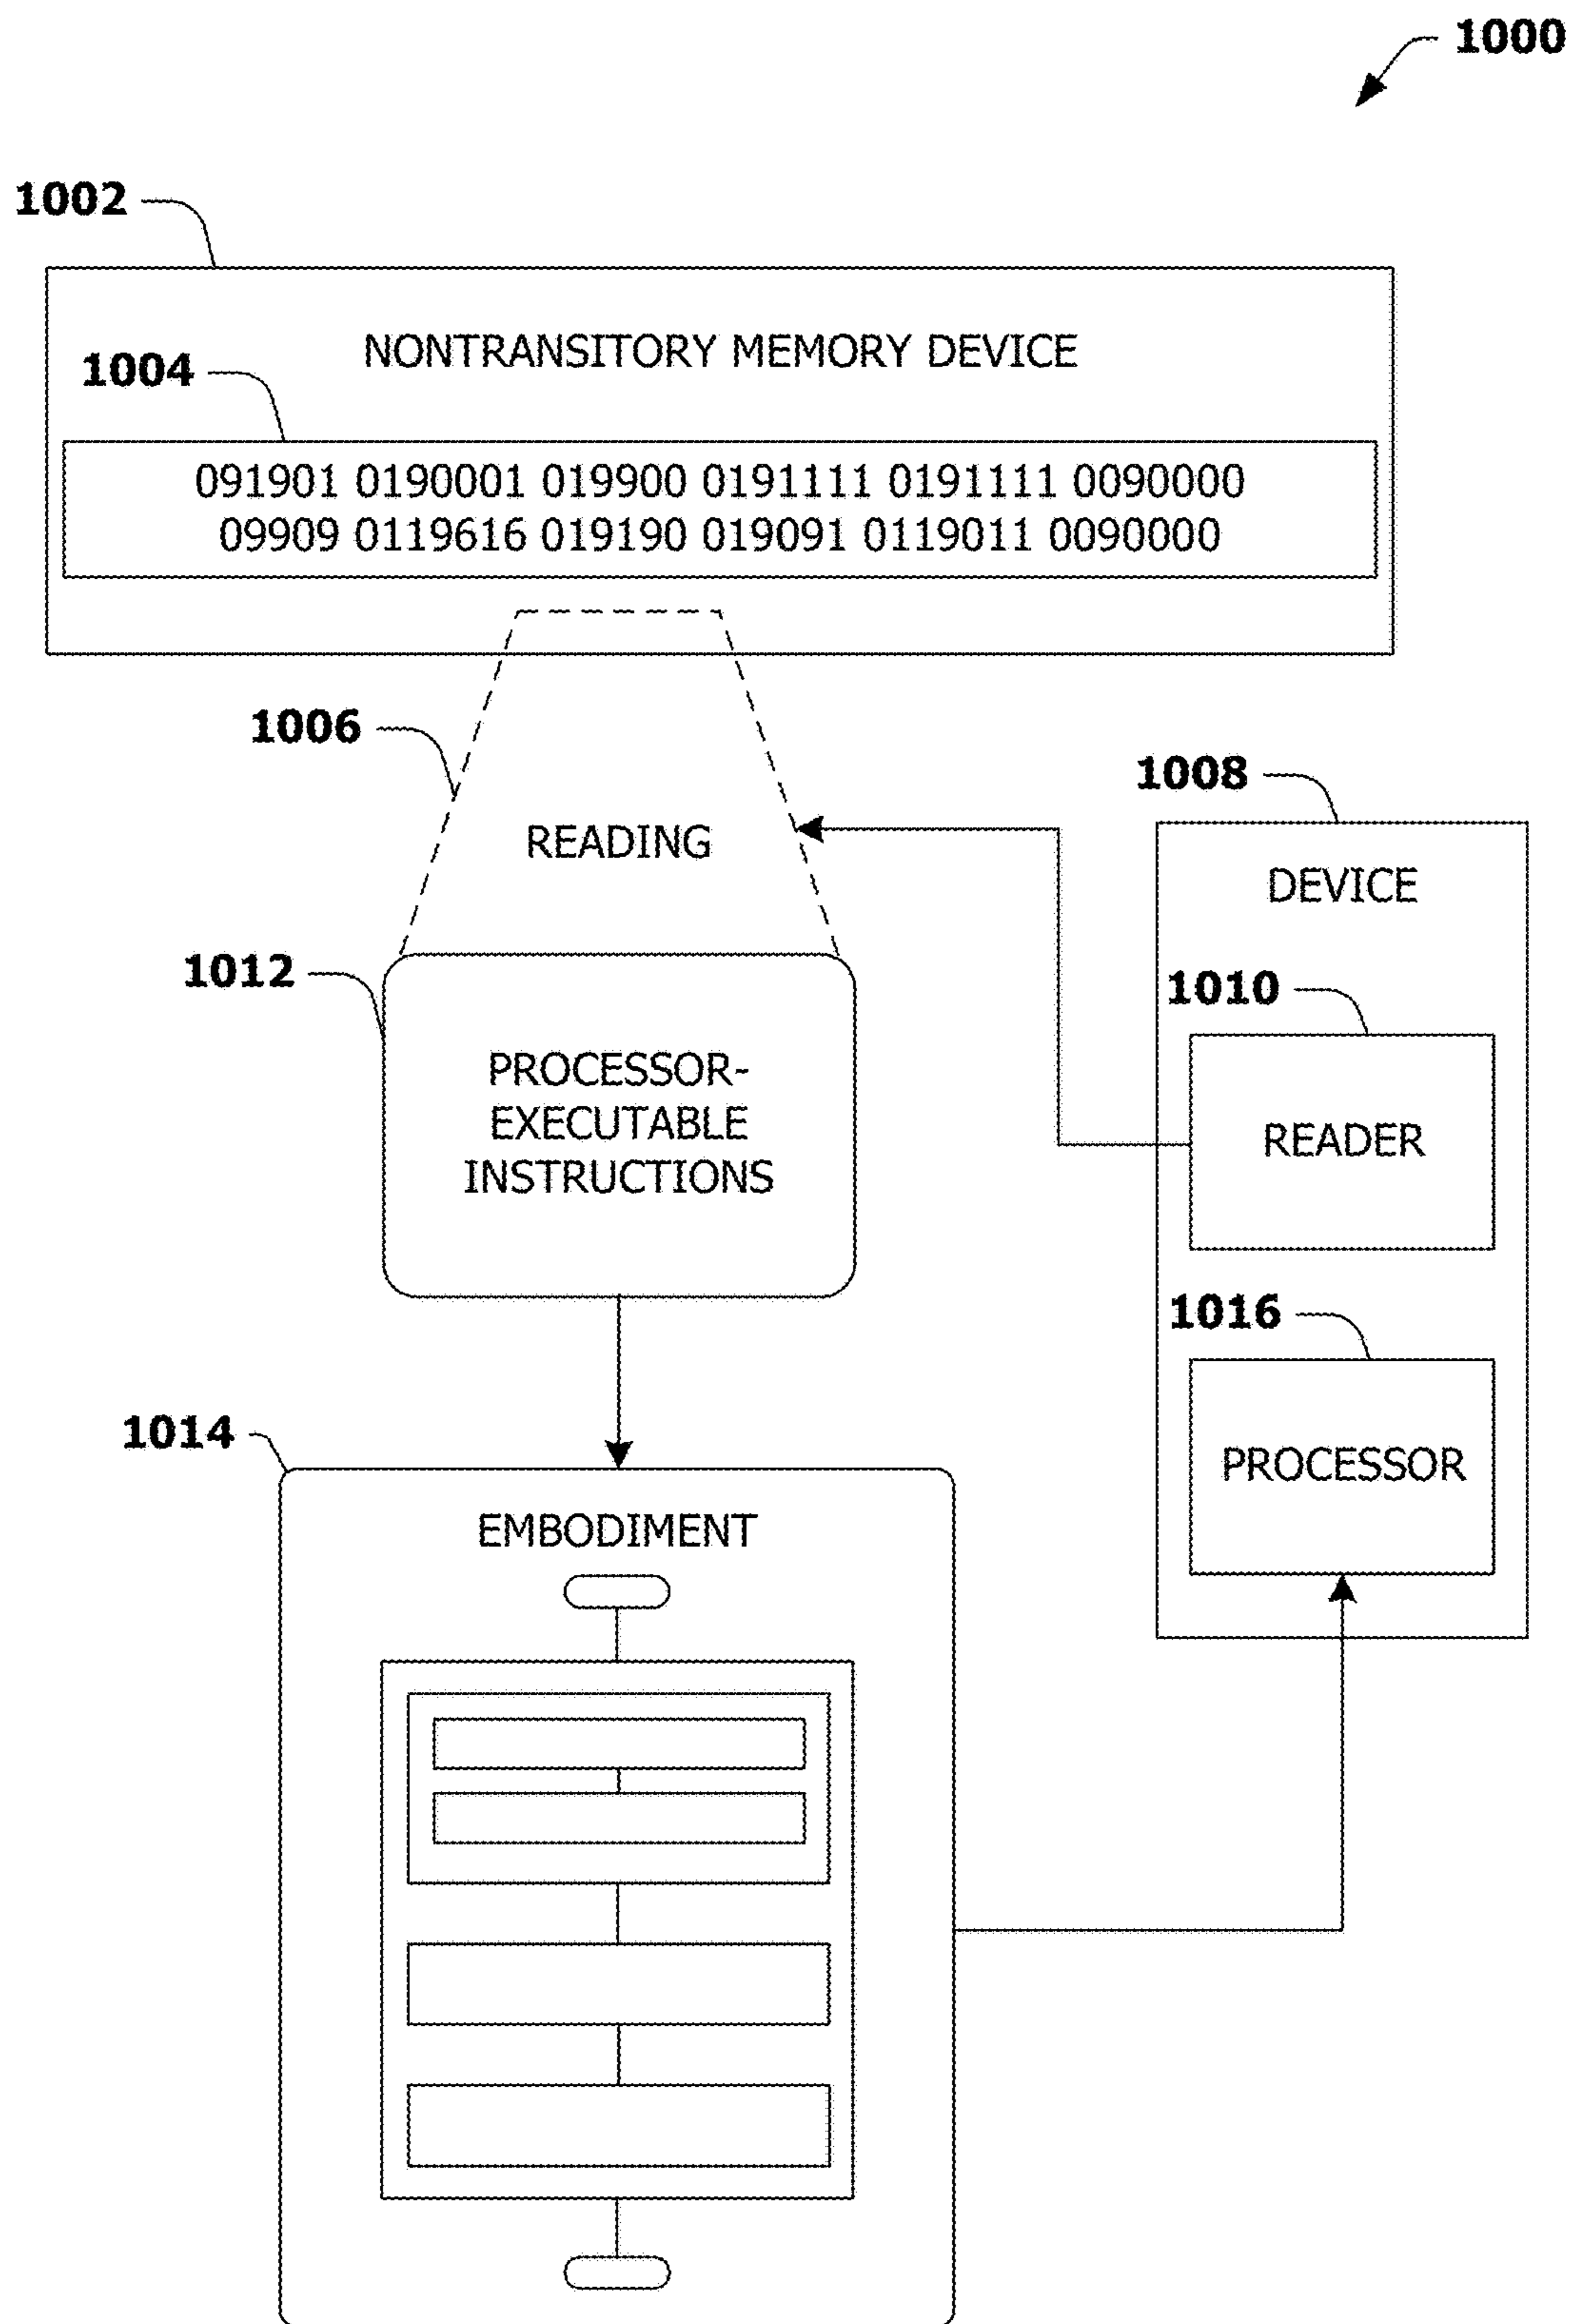 1000
1002
NONTRANSITORY MEMORY DEVICE
1004
091901 0190001 019900 0191111 0191111 0090000
09909 0119616 019190 019091 0119011 0090000
1006
READING
1008
DEVICE
1012
PROCESSOR-
EXECUTABLE
INSTRUCTIONS
1010
READER
1016
PROCESSOR
1014
EMBODIMENT